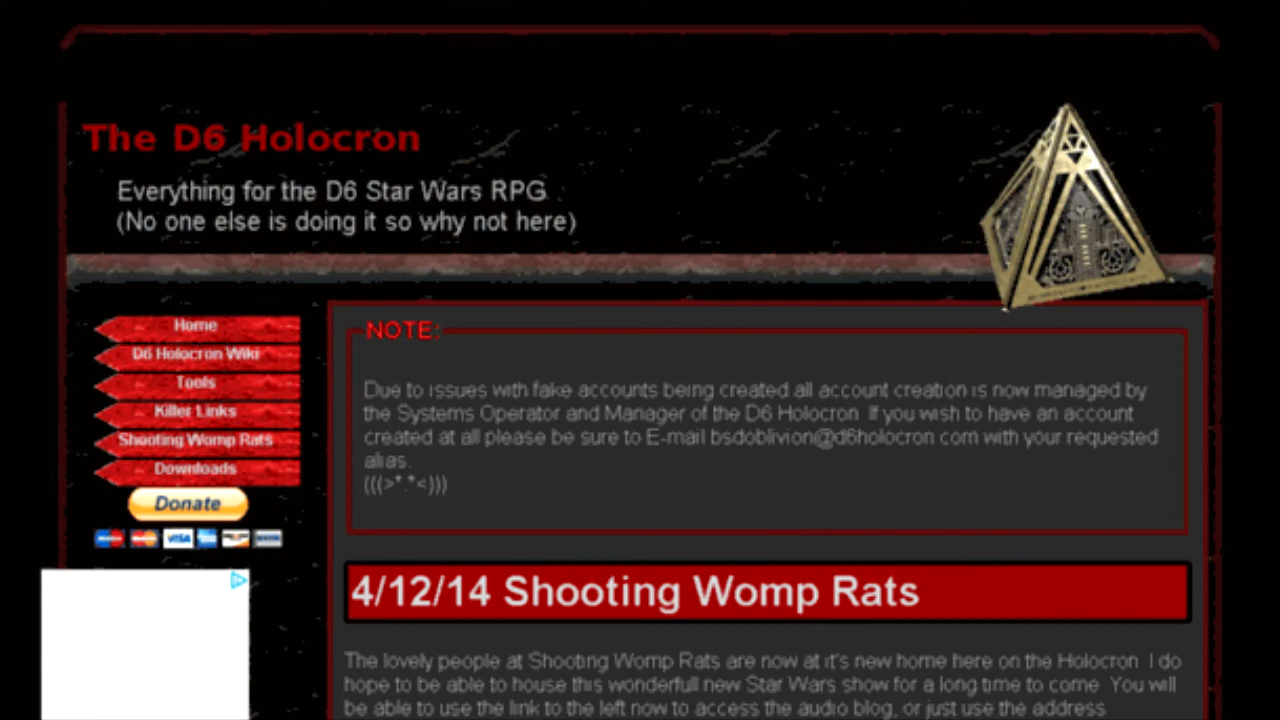 The D6 Holocron
Everything for the D6 Star Wars RPG
(No one else is doing it so why not here)
Home
D6 Holocron Wiki
Tools
Killer Links
Shooting Womp Rats
Downloads
Donate
VISA
NOTE:
Due to issues with fake accounts being created all account creation is now managed by
the Systems Operator and Manager of the D6 Holocron. If you wish to have an account
created at all please be sure to E-mail bsdoblivion@d6holocron.com with your requested
alias.
(((>*.*<)))
4/12/14 Shooting Womp Rats
The lovely people at Shooting Womp Rats are now at it's new home here on the Holocron. I do
hope to be able to house this wonderfull new Star Wars show for a long time to come. You will
be able to use the link to the left now to access the audio blog, or just use the address